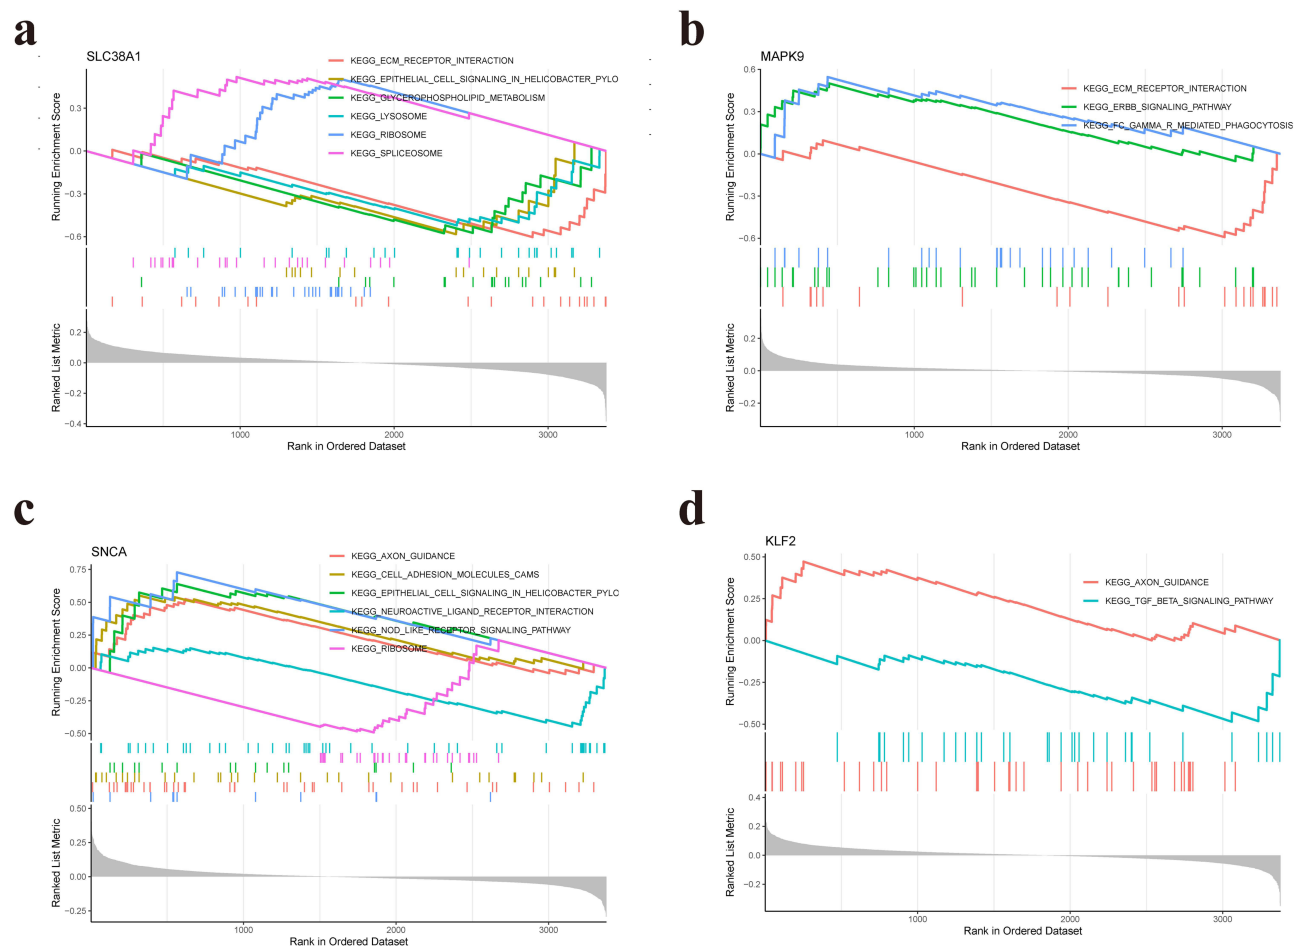 a
SLC38A1
KEGG_ECM_RECEPTOR_INTERACTION
KEGG_EPITHELIAL_CELL_SIGNALING_IN_HELICOBACTER_PYLO
KEGG_GLYCEROPHOSPHOLIPID_METABOLISM
KEGG_LYSOSOME
KEGG_RIBOSOME
KEGG_SPLICEOSOME
Running Enrichment Score
0.3
0.0
−0.3
−0.6
Ranked List Metric
0.2
0.0
−0.2
−0.4
1000 2000 3000
Rank in Ordered Dataset
b
MAPK9
KEGG_ECM_RECEPTOR_INTERACTION
KEGG_ERBB_SIGNALING_PATHWAY
KEGG_FC_GAMMA_R_MEDIATED_PHAGOCYTOSIS
Running Enrichment Score
0.6
0.3
0.0
−0.3
−0.6
Ranked List Metric
0.2
0.0
−0.2
1000 2000 3000
Rank in Ordered Dataset
c
SNCA
KEGG_AXON_GUIDANCE
KEGG_CELL_ADHESION_MOLECULES_CAMS
KEGG_EPITHELIAL_CELL_SIGNALING_IN_HELICOBACTER_PYLO
KEGG_NEUROACTIVE_LIGAND_RECEPTOR_INTERACTION
KEGG_NOD_LIKE_RECEPTOR_SIGNALING_PATHWAY
KEGG_RIBOSOME
Running Enrichment Score
0.75
0.50
0.25
0.00
−0.25
−0.50
Ranked List Metric
0.50
0.25
0.00
−0.25
1000 2000 3000
Rank in Ordered Dataset
d
KLF2
KEGG_AXON_GUIDANCE
KEGG_TGF_BETA_SIGNALING_PATHWAY
Running Enrichment Score
0.50
0.25
0.00
−0.25
−0.50
Ranked List Metric
0.4
0.2
0.0
−0.2
1000 2000 3000
Rank in Ordered Dataset